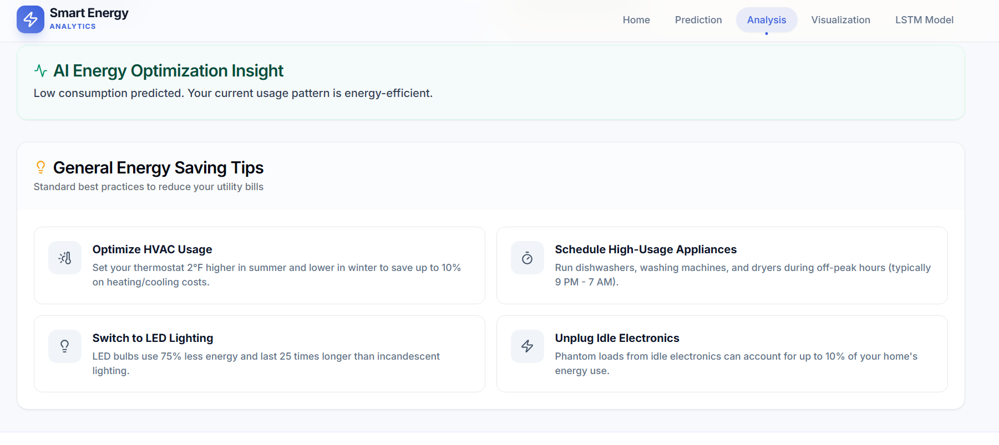 Smart Energy
ANALYTICS
Home
Prediction
Analysis
Visualization
LSTM Model
AI Energy Optimization Insight
Low consumption predicted. Your current usage pattern is energy-efficient.
General Energy Saving Tips
Standard best practices to reduce your utility bills
Optimize HVAC Usage
Set your thermostat 2°F higher in summer and lower in winter to save up to 10%
on heating/cooling costs.
Schedule High-Usage Appliances
Run dishwashers, washing machines, and dryers during off-peak hours (typically
9 PM - 7 AM).
Switch to LED Lighting
LED bulbs use 75% less energy and last 25 times longer than incandescent
lighting.
Unplug Idle Electronics
Phantom loads from idle electronics can account for up to 10% of your home's
energy use.